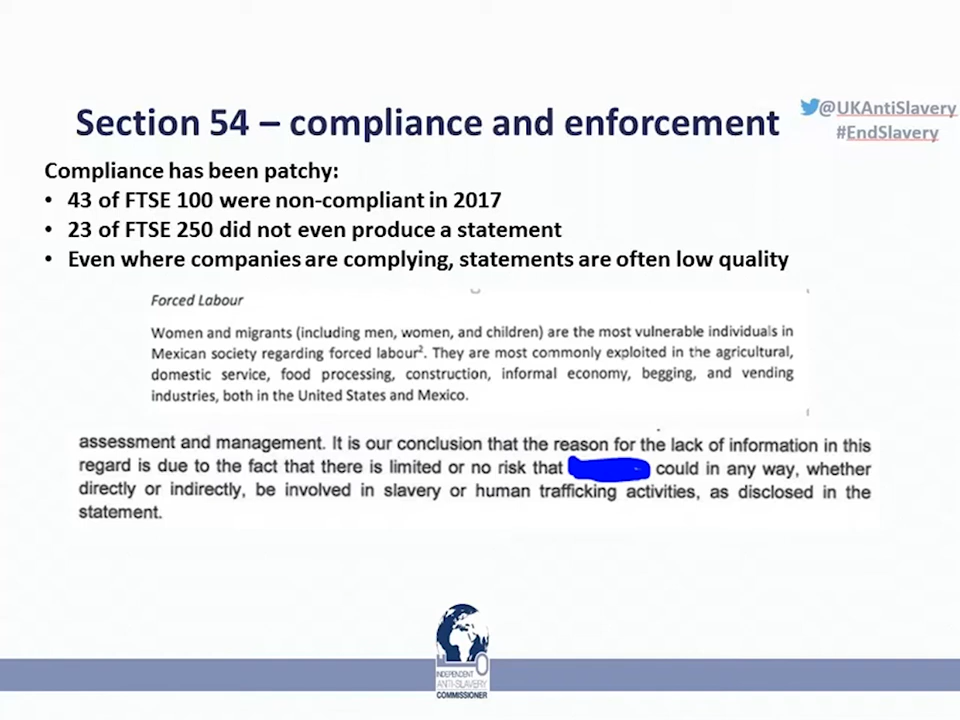 Section 54 – compliance and enforcement
@UKAntiSlavery
#EndSlavery
Compliance has been patchy:
• 43 of FTSE 100 were non-compliant in 2017
• 23 of FTSE 250 did not even produce a statement
• Even where companies are complying, statements are often low quality
Forced Labour
Women and migrants (including men, women, and children) are the most vulnerable individuals in
Mexican society regarding forced labour². They are most commonly exploited in the agricultural,
domestic service, food processing, construction, informal economy, begging, and vending
industries, both in the United States and Mexico.
assessment and management. It is our conclusion that the reason for the lack of information in this
regard is due to the fact that there is limited or no risk that could in any way, whether
directly or indirectly, be involved in slavery or human trafficking activities, as disclosed in the
statement.
INDEPENDENT
ANTI-SLAVERY
COMMISSIONER